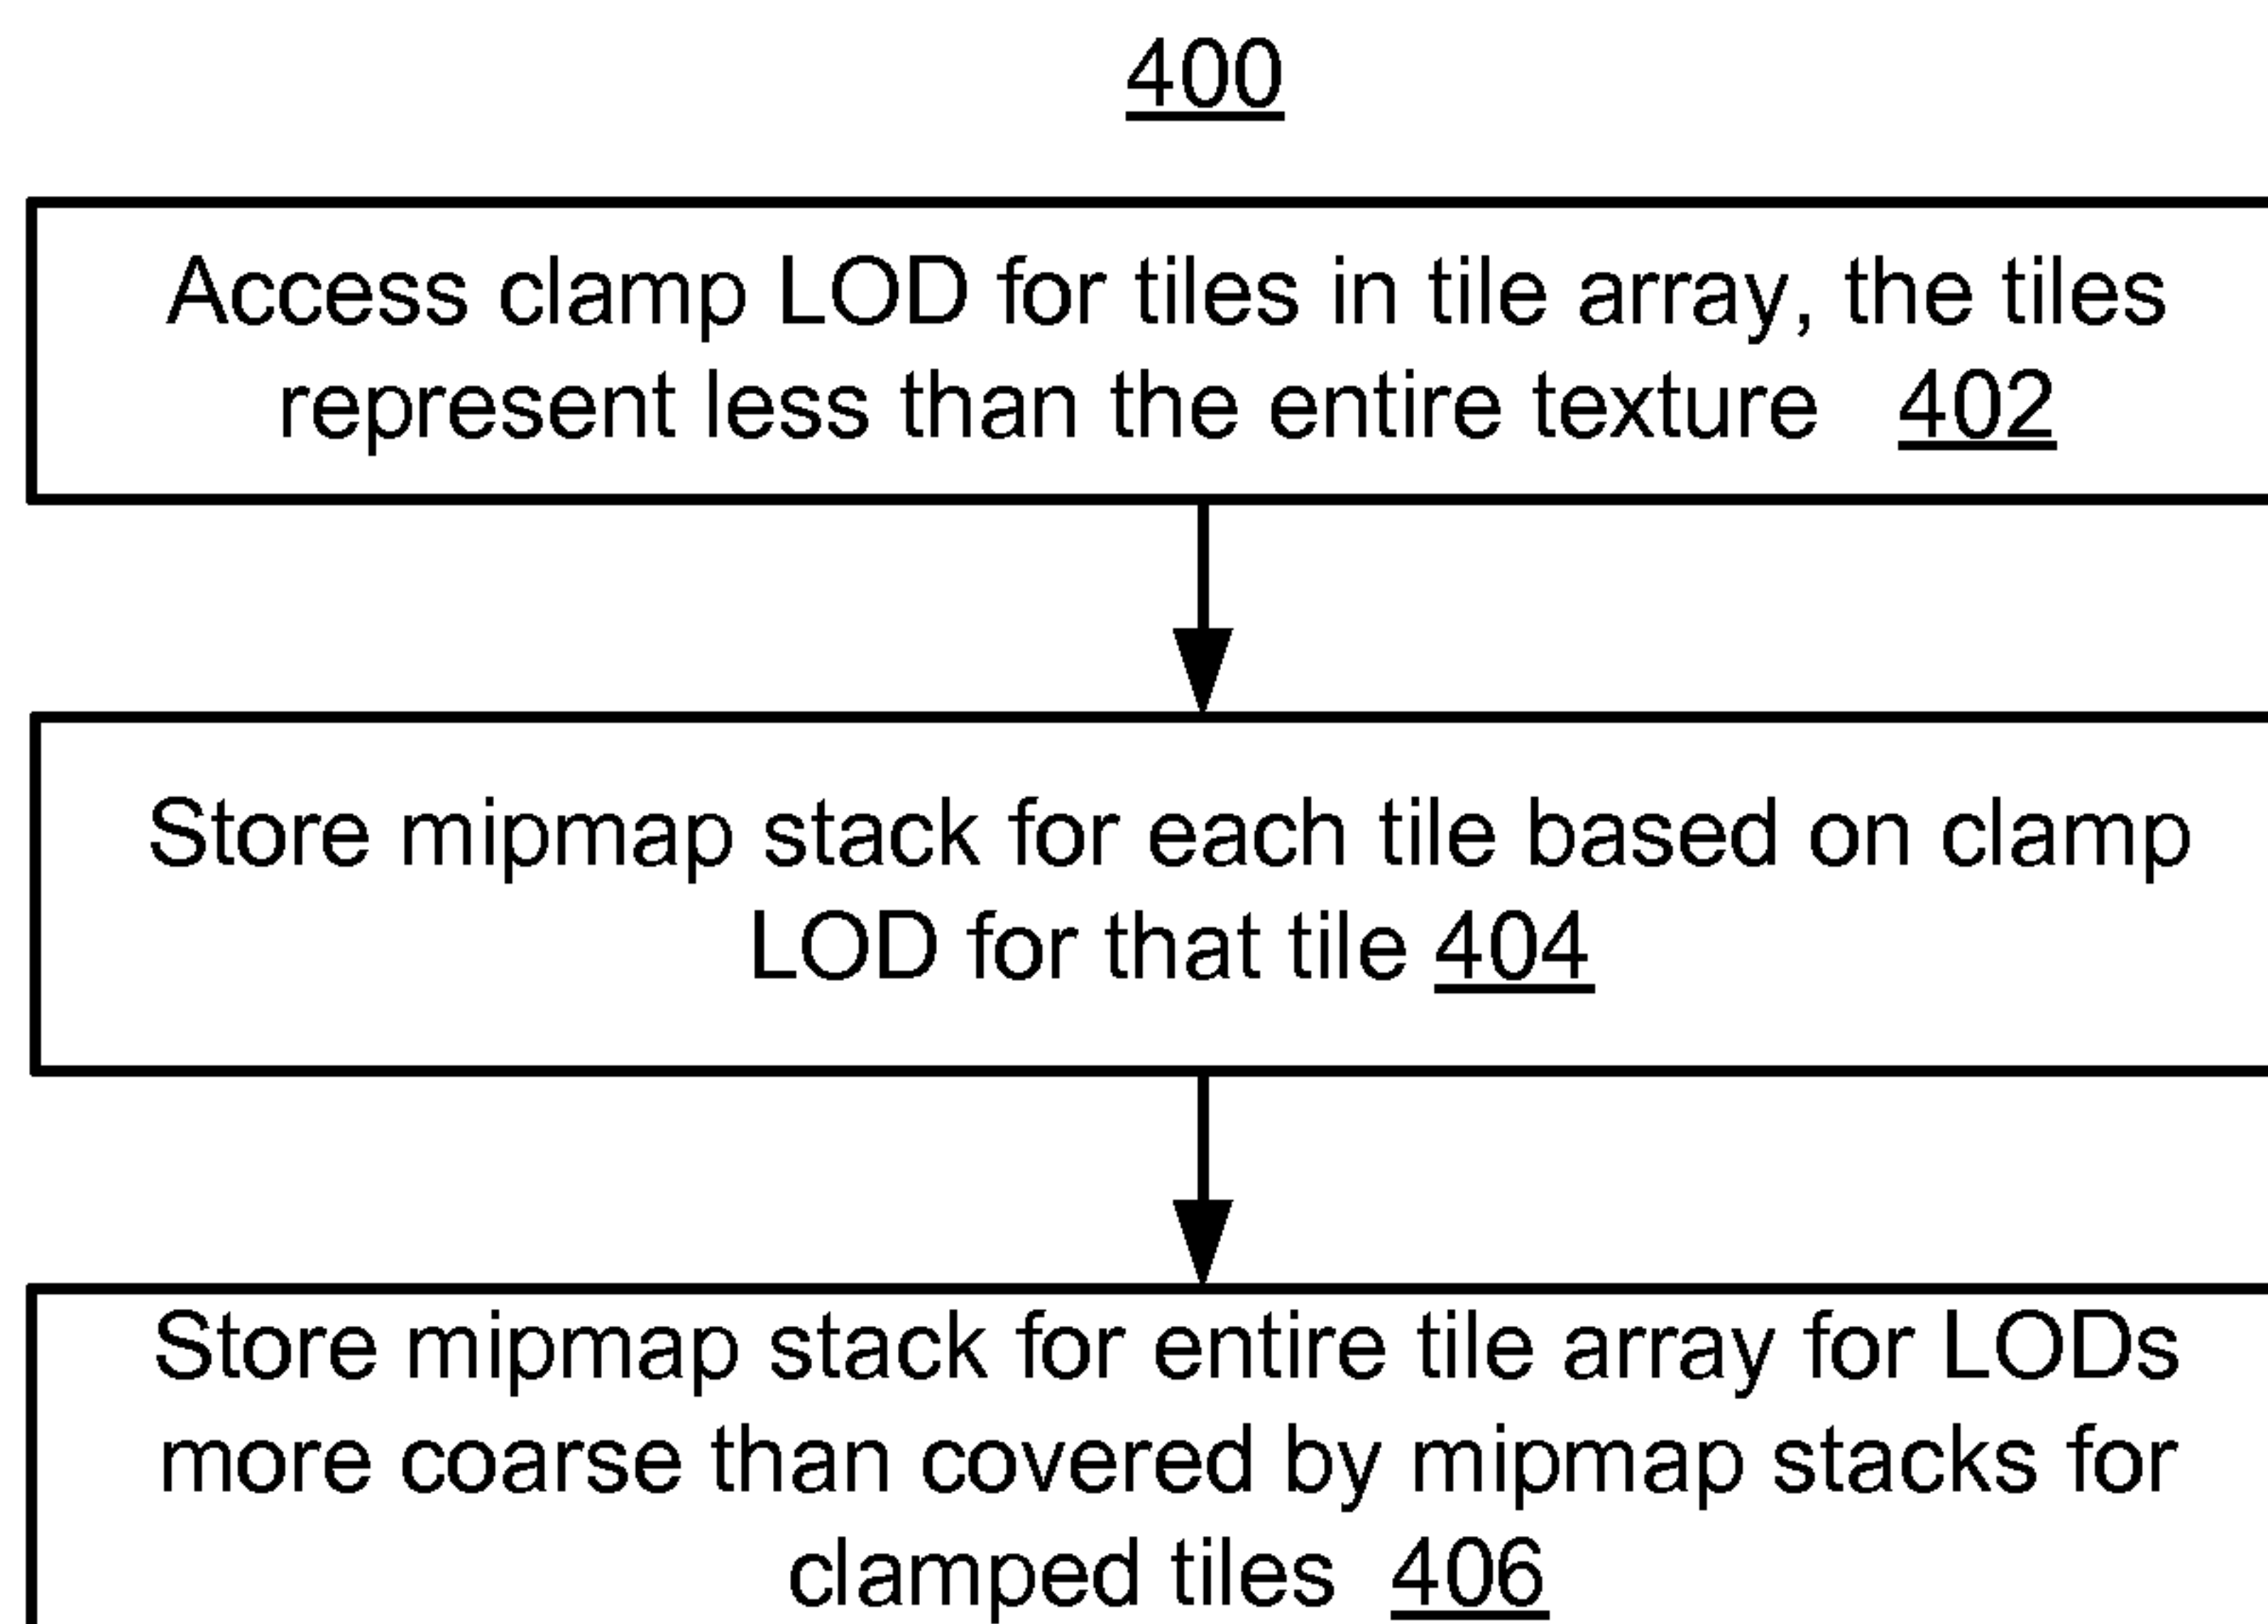 400
Access clamp LOD for tiles in tile array, the tiles
represent less than the entire texture 402
Store mipmap stack for each tile based on clamp
LOD for that tile 404
Store mipmap stack for entire tile array for LODs
more coarse than covered by mipmap stacks for
clamped tiles 406